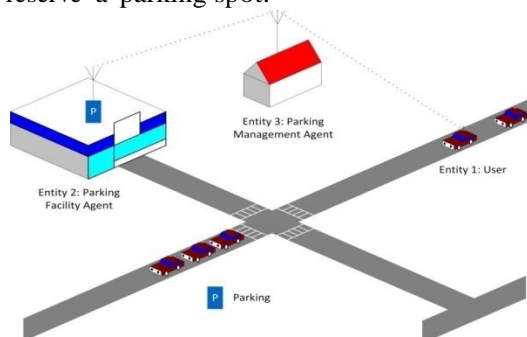 reserve a parking spot.
P
Entity 3: Parking
Management Agent
Entity 1: User
Entity 2: Parking
Facility Agent
P Parking